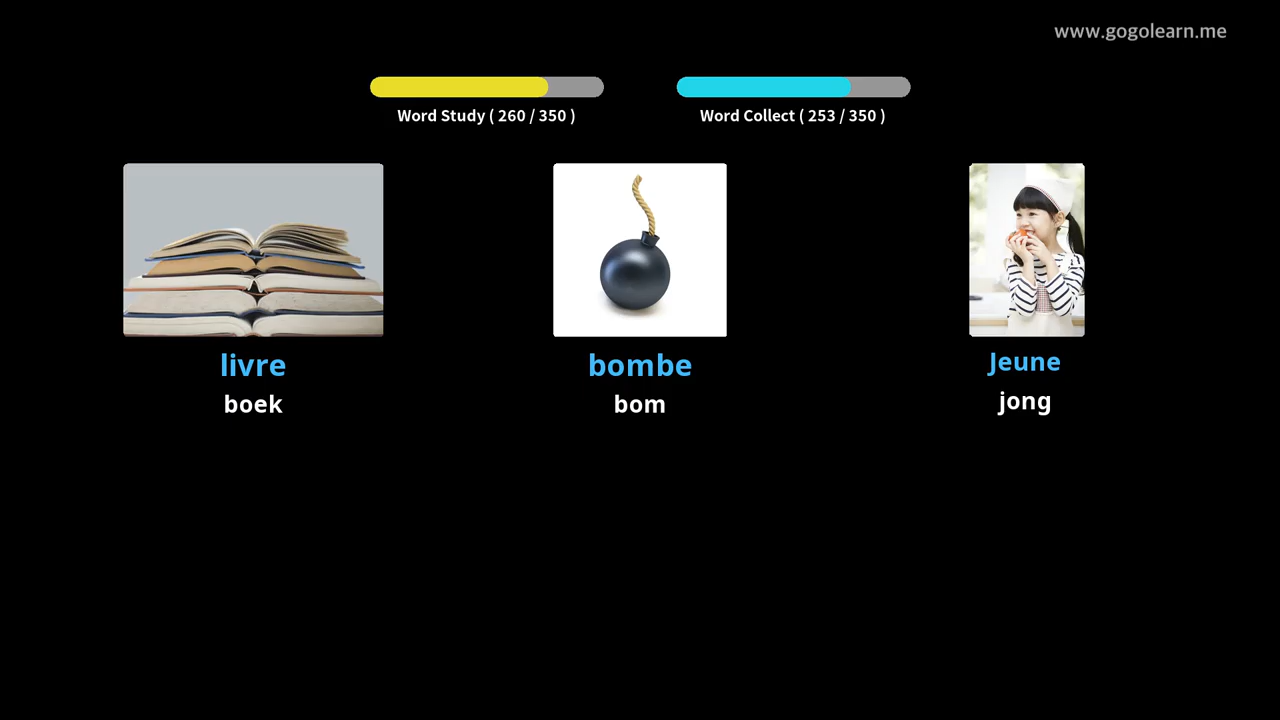 www.gogolearn.me
Word Study ( 260 / 350 )
Word Collect ( 253 / 350 )
livre
bombe
Jeune
boek
bom
jong